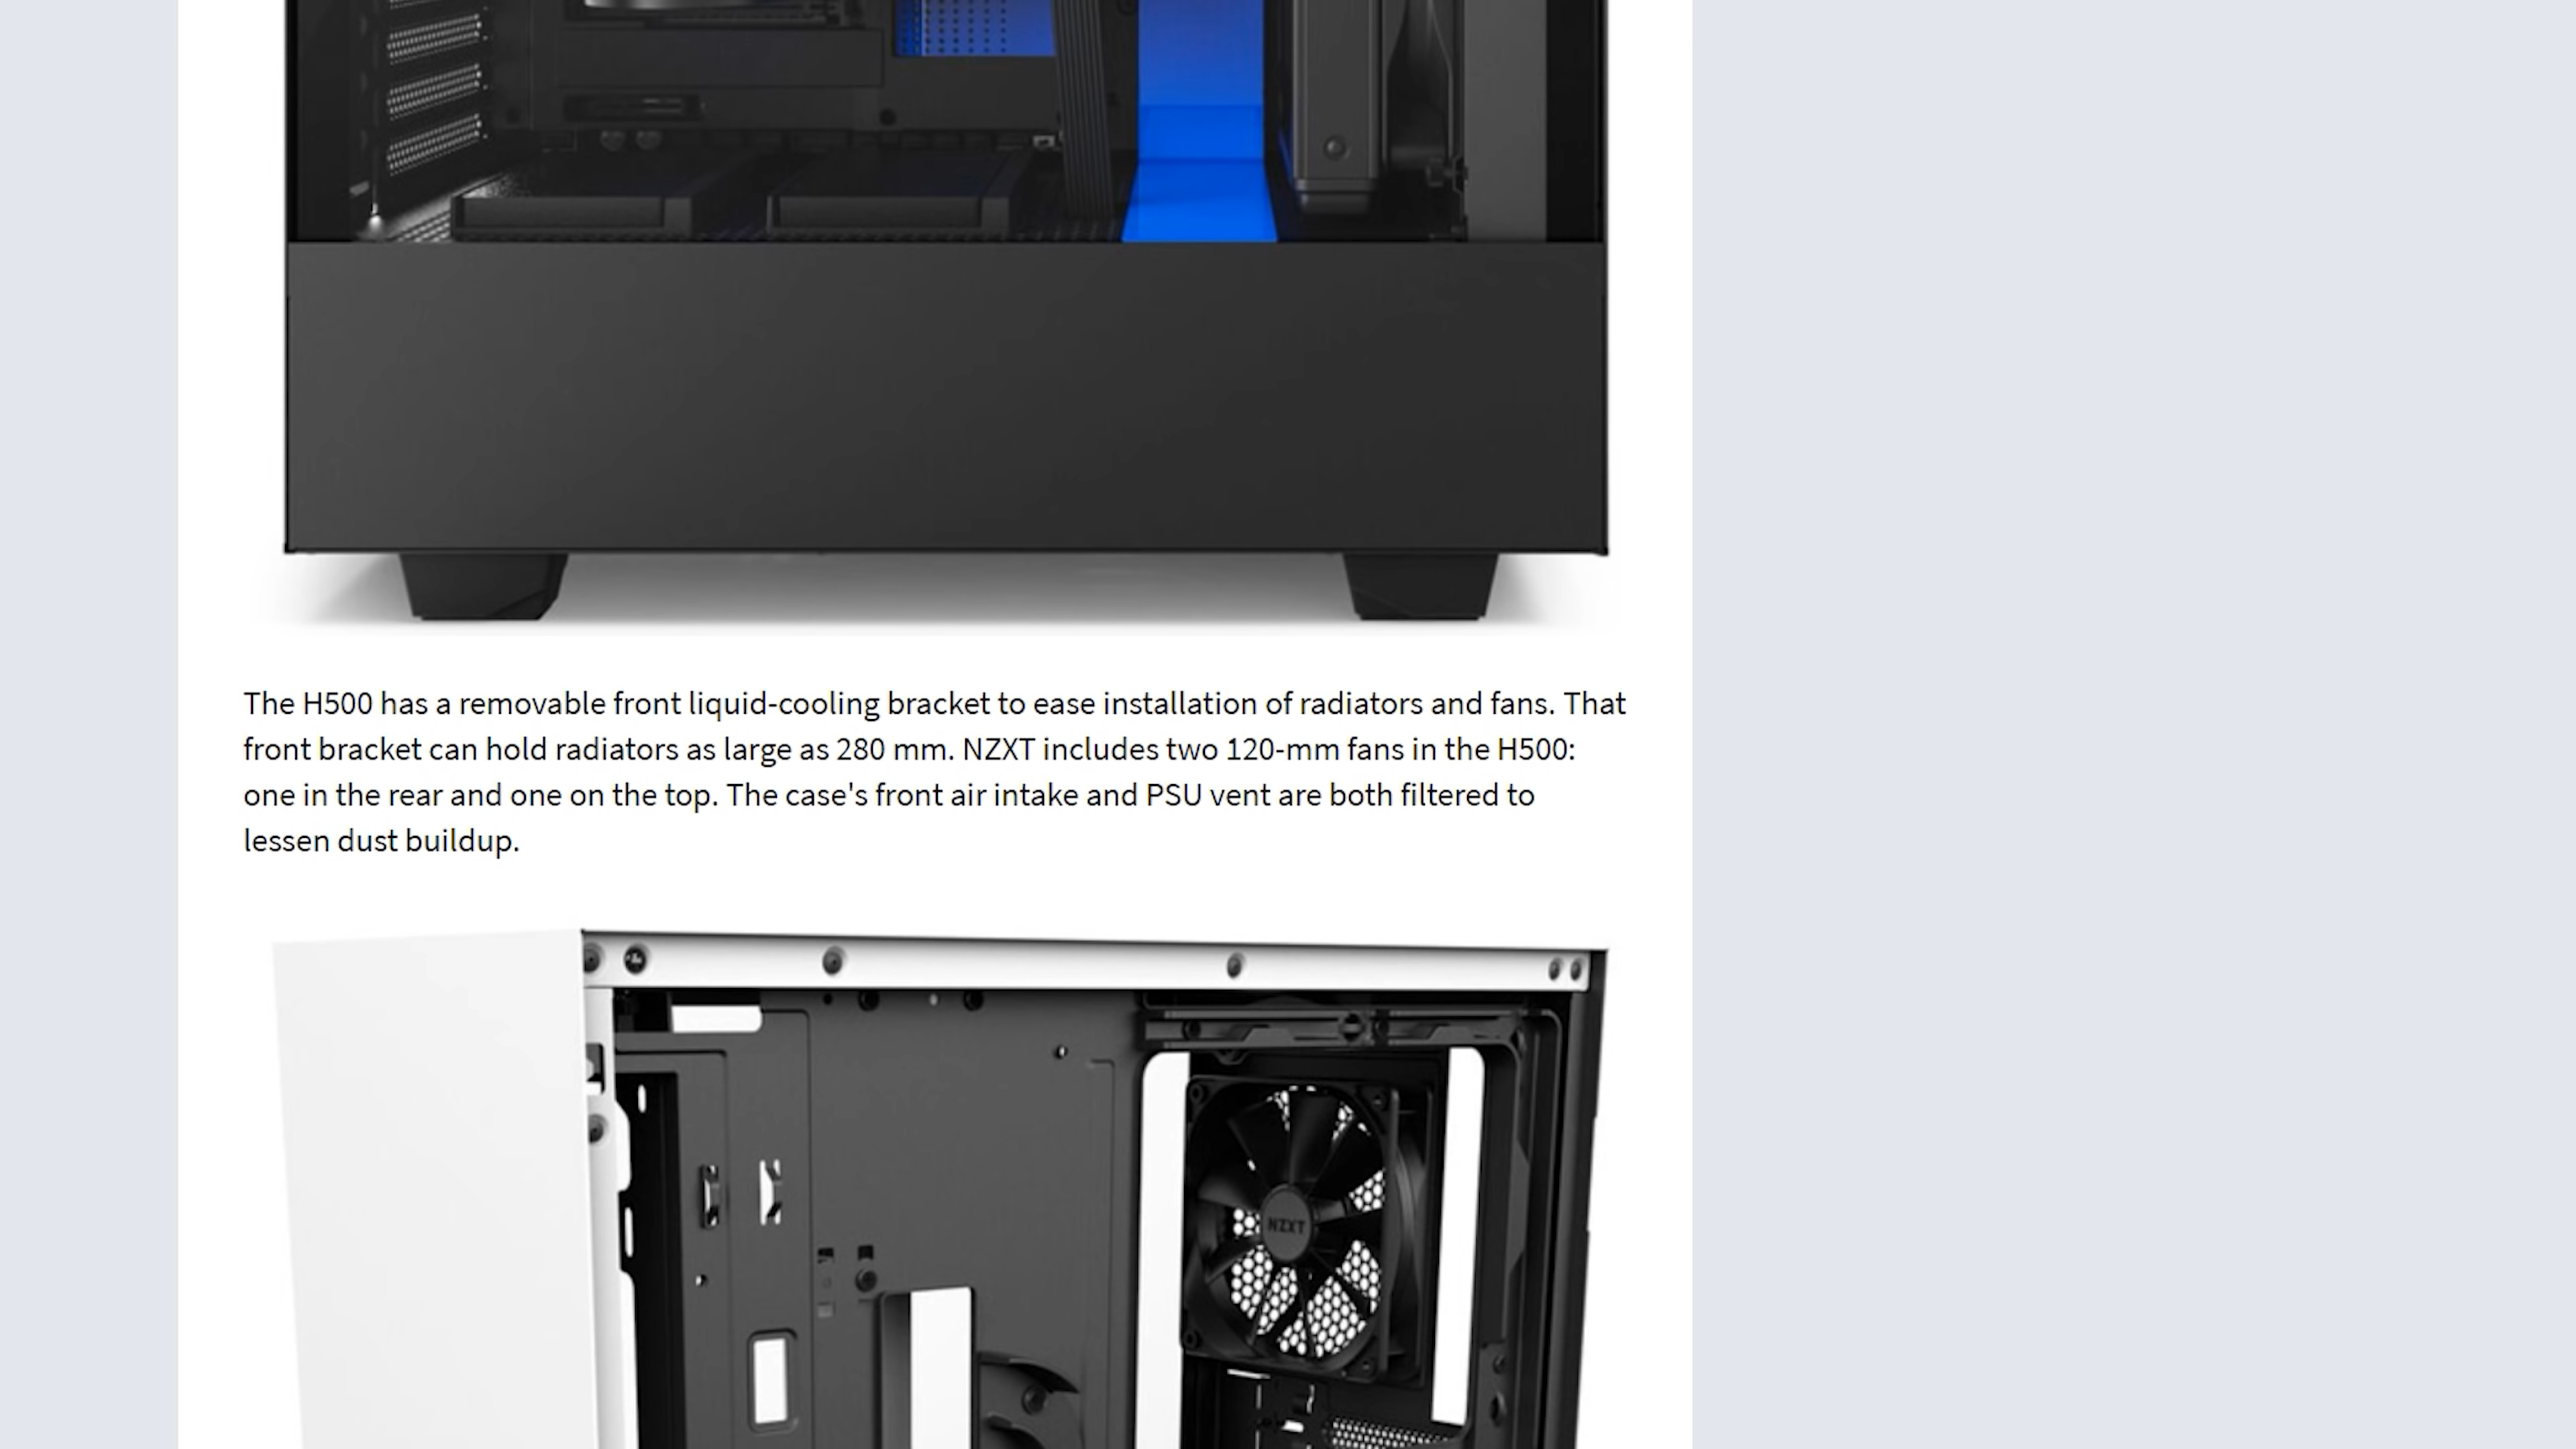 The H500 has a removable front liquid-cooling bracket to ease installation of radiators and fans. That
front bracket can hold radiators as large as 280 mm. NZXT includes two 120-mm fans in the H500:
one in the rear and one on the top. The case's front air intake and PSU vent are both filtered to
lessen dust buildup.
NZXT